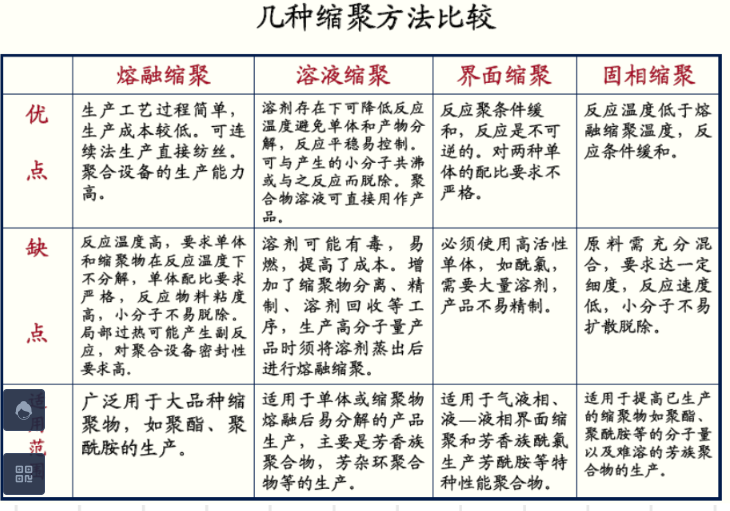 几种缩聚方法比较
熔融缩聚
溶液缩聚
界面缩聚
固相缩聚
优
点
生产工艺过程简单，
生产成本较低。可连
续法生产直接纺丝。
聚合设备的生产能力
高。
溶剂存在下可降低反应
温度避免单体和产物分
解，反应平稳易控制。
可与产生的小分子共沸
或与之反应而脱除。聚
合物溶液可直接用作产
品。
反应聚条件缓
和，反应是不可
逆的。对两种单
体的配比要求不
严格。
反应温度低于熔
融缩聚温度，反
应条件缓和。
缺
点
反应温度高，要求单体
和缩聚物在反应温度下
不分解，单体配比要求
严格，反应物料粘度
高，小分子不易脱除。
局部过热可能产生副反
应，对聚合设备密封性
要求高。
溶剂可能有毒，易
燃，提高了成本。增
加了缩聚物分离、精
制、溶剂回收等工
序，生产高分子量产
品时须将溶剂蒸出后
进行熔融缩聚。
必须使用高活性
单体，如酰氯，
需要大量溶剂，
产品不易精制。
原料需充分混
合，要求达一定
细度，反应速度
低，小分子不易
扩散脱除。
适
用
范
广泛用于大品种缩
聚物，如聚酯、聚
酰胺的生产。
适用于单体或缩聚物
熔融后易分解的产品
生产，主要是芳香族
聚合物，芳杂环聚合
物等的生产。
适用于气液相、
液—液相界面缩
聚和芳香族酰氯
生产芳酰胺等特
种性能聚合物。
适用于提高已生产
的缩聚物如聚酯、
聚酰胺等的分子量
以及难溶的芳族聚
合物的生产。